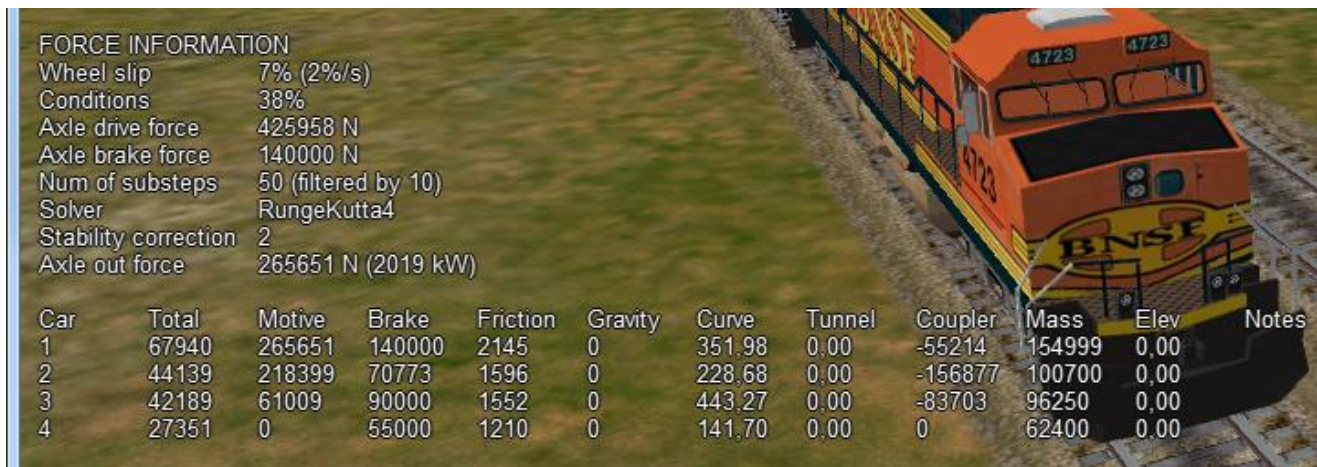 FORCE INFORMATION
Wheel slip 7% (2%/s)
Conditions 38%
Axle drive force 425958 N
Axle brake force 140000 N
Num of substeps 50 (filtered by 10)
Solver RungeKutta4
Stability correction 2
Axle out force 265651 N (2019 kW)
Car Total Motive Brake Friction Gravity Curve Tunnel Coupler Mass Elev Notes
1 67940 265651 140000 2145 0 351,98 0,00 -55214 154999 0,00
2 44139 218399 70773 1596 0 228,68 0,00 -156877 100700 0,00
3 42189 61009 90000 1552 0 443,27 0,00 -83703 96250 0,00
4 27351 0 55000 1210 0 141,70 0,00 0 62400 0,00
BNSF
4723 4723
4723
BNSF